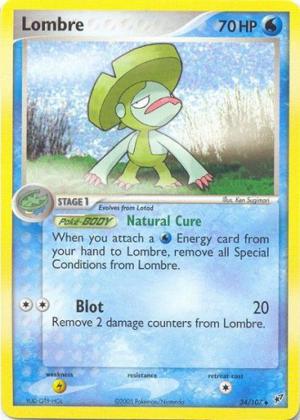 Lombre 70 HP
Illus. Ken Sugimori
STAGE 1
Evolves from Lotad
Poké-BODY Natural Cure
When you attach a Energy card from
your hand to Lombre, remove all Special
Conditions from Lombre.
Blot 20
Remove 2 damage counters from Lombre.
weakness resistance retreat cost
©2005 Pokémon/Nintendo 34/107